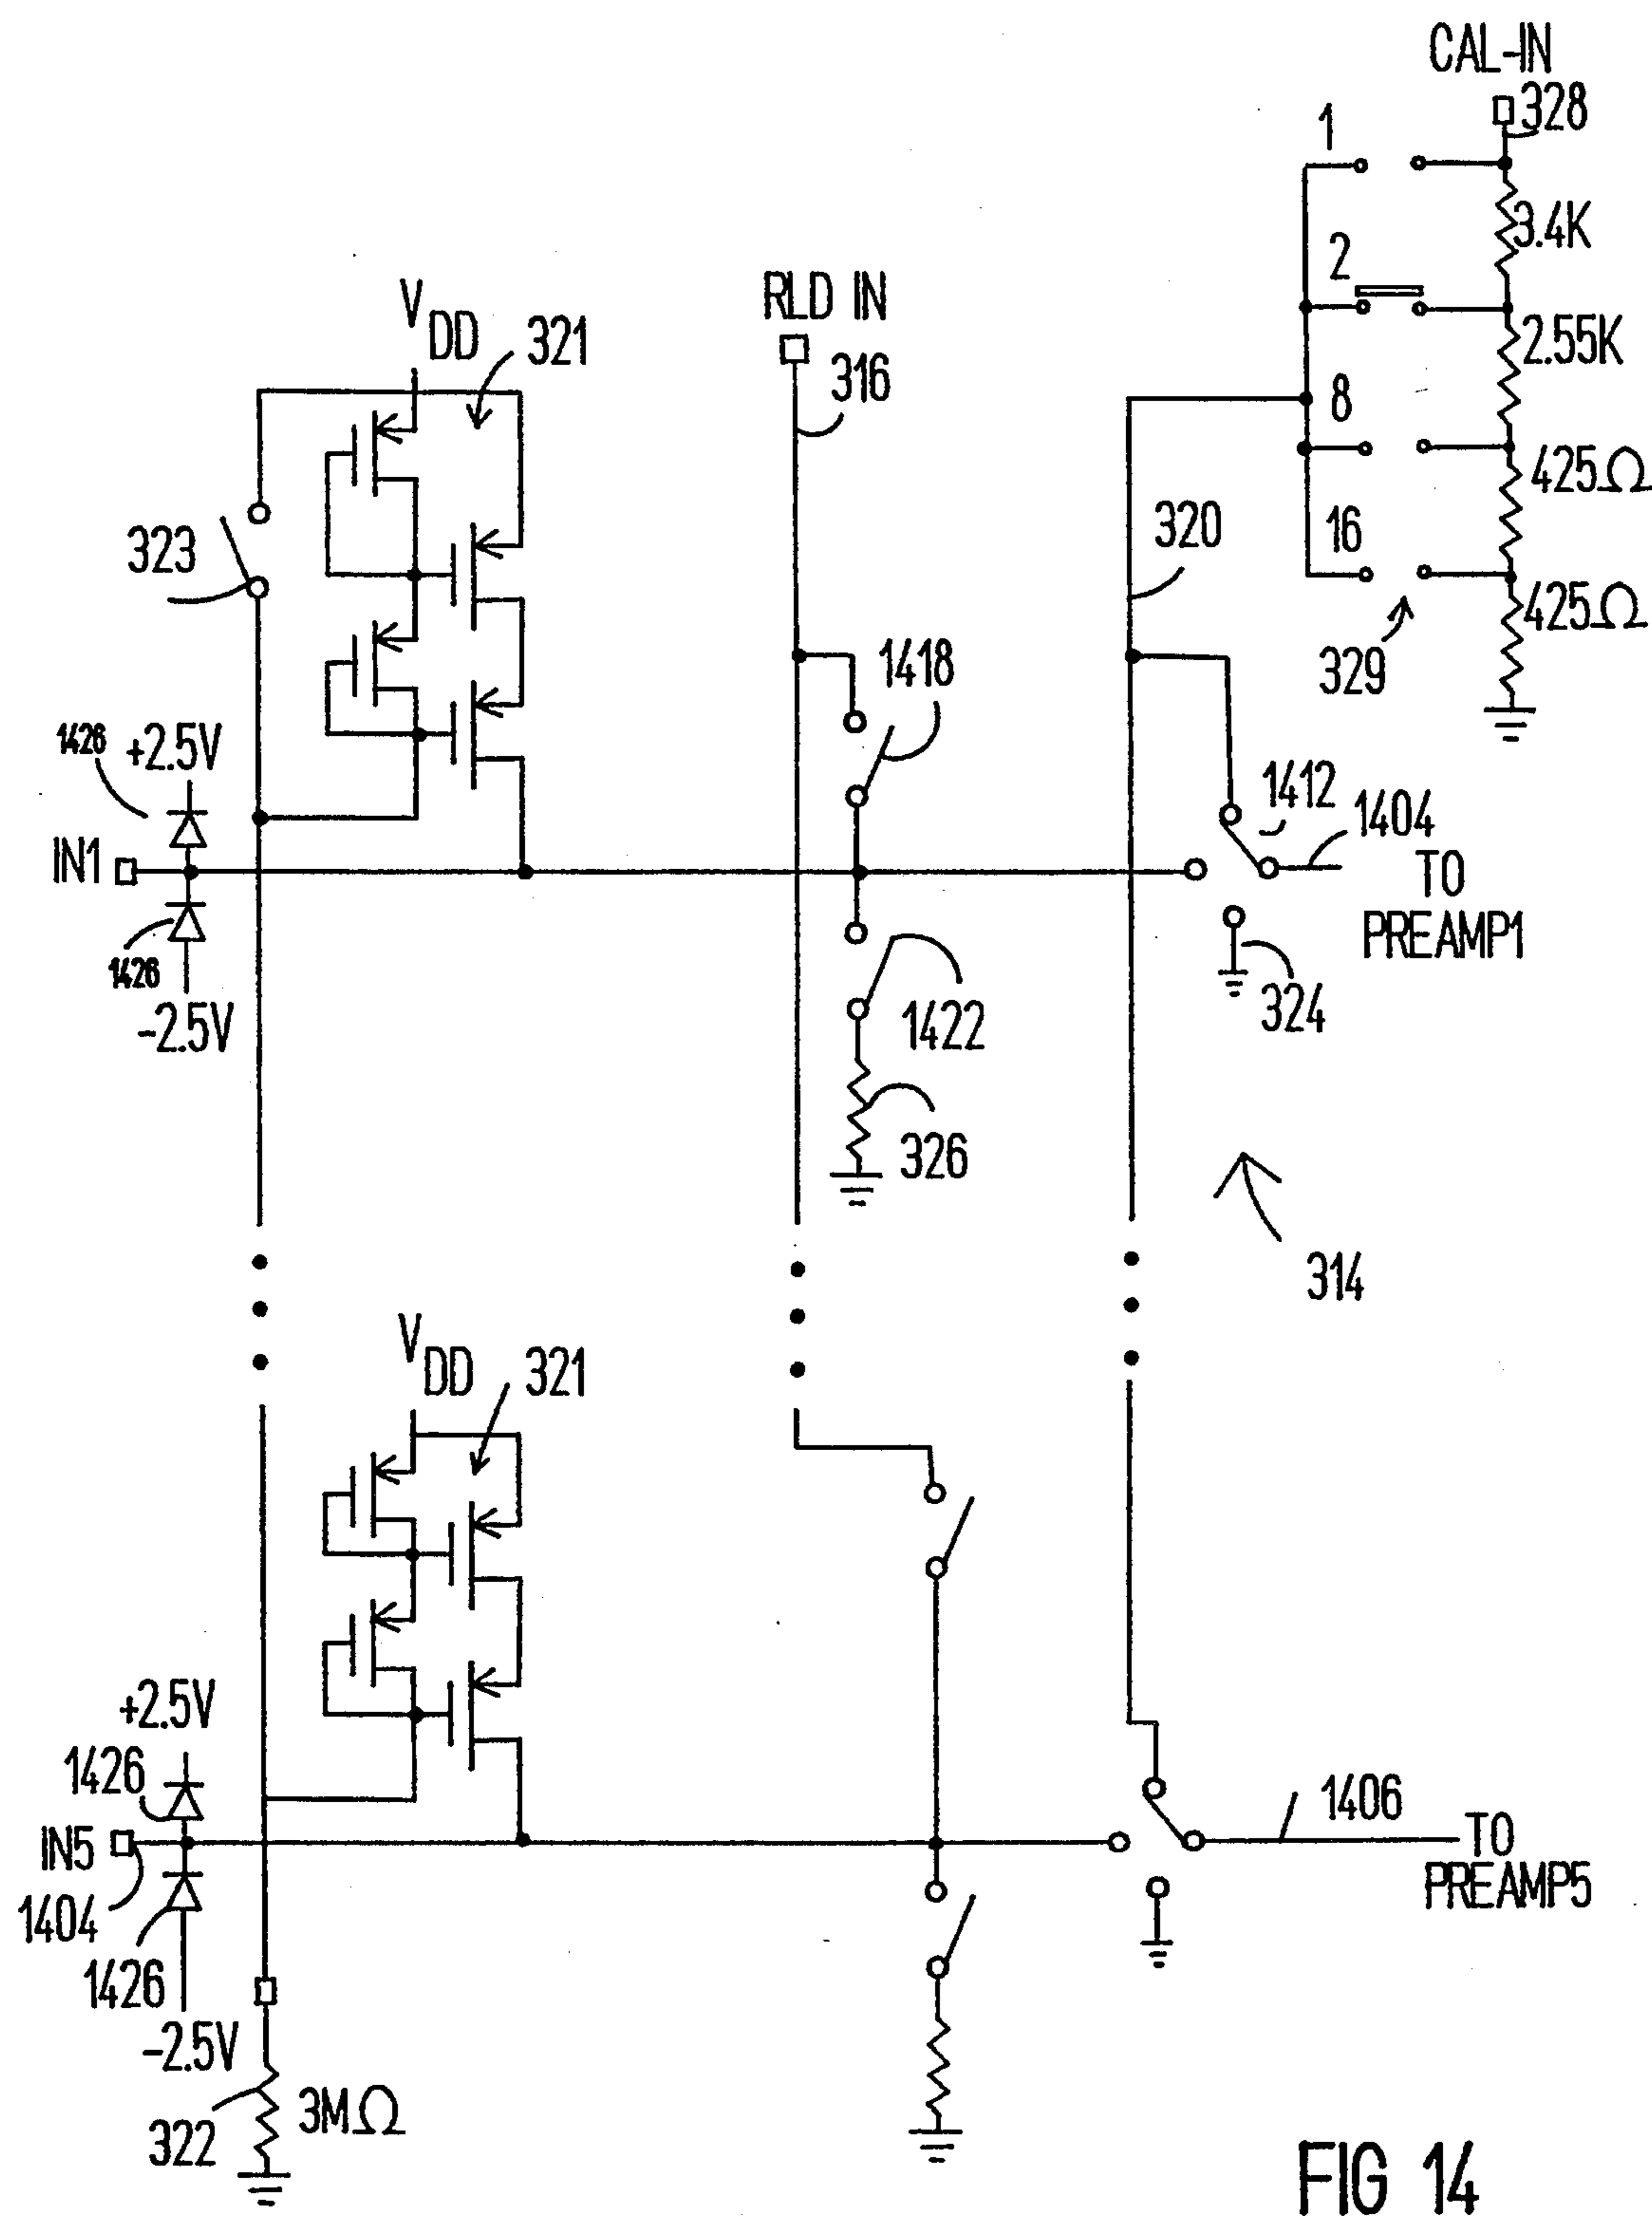 CAL-IN
328
1
3.4K
2
2.55K
8
425Ω
16
425Ω
329
V DD
321
RLD IN
316
323
320
1418
1426
+2.5V
1412
1404
IN1
TO
PREAMP1
1426
-2.5V
324
1422
326
314
V DD
321
+2.5V
1426
1406
IN5
TO
PREAMP5
1404
1426
-2.5V
3MΩ
322
FIG 14